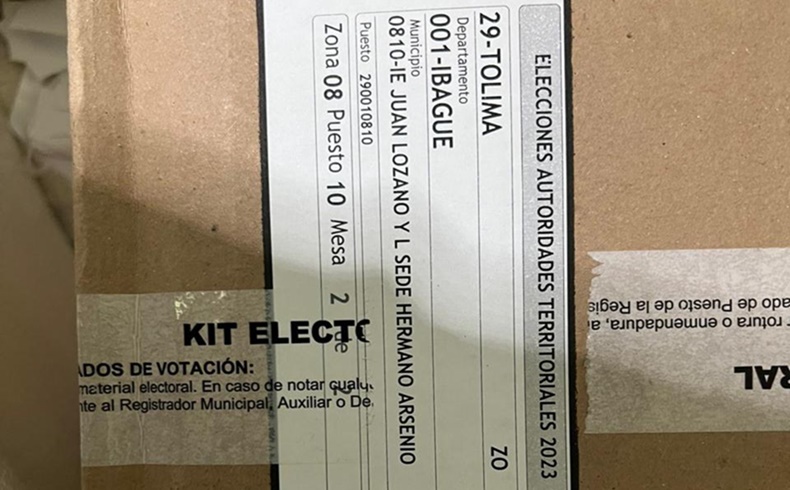 ELECCIONES AUTORIDADES TERRITORIALES 2023
29-TOLIMA
ZO
Departamento
001-IBAGUE
Municipio
0810-IE JUAN LOZANO Y L SEDE HERMANO ARSENIO
Puesto 290010810
Zona 08 Puesto 10 Mesa 2 de
KIT ELECTO
ADOS DE VOTACIÓN:
material electoral. En caso de notar cualqu
nte al Registrador Municipal, Auxiliar o De
RAL
r rotura o enmendadura, a
ado de Puesto de la Regis